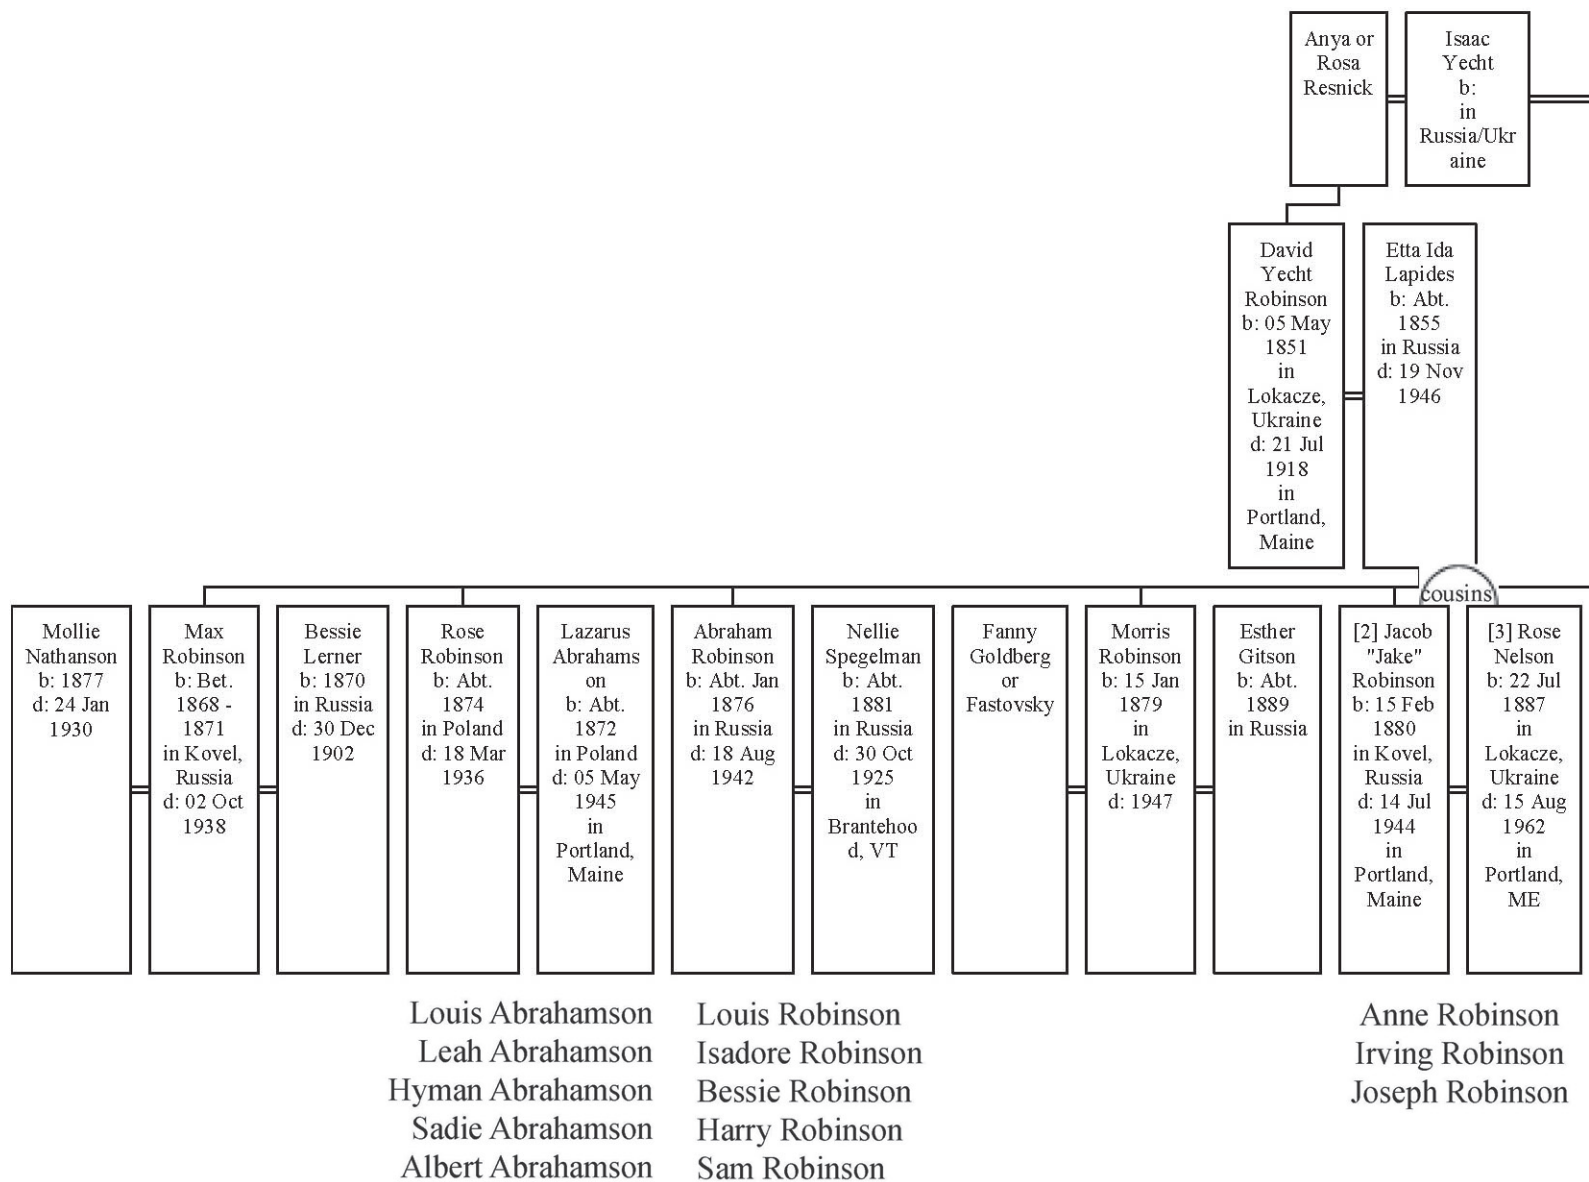 Anya or
Rosa
Resnick
Isaac
Yecht
b:
in
Russia/Ukr
aine
David
Yecht
Robinson
b: 05 May
1851
in
Lokacze,
Ukraine
d: 21 Jul
1918
in
Portland,
Maine
Etta Ida
Lapides
b: Abt.
1855
in Russia
d: 19 Nov
1946
cousins
Mollie
Nathanson
b: 1877
d: 24 Jan
1930
Max
Robinson
b: Bet.
1868 -
1871
in Kovel,
Russia
d: 02 Oct
1938
Bessie
Lerner
b: 1870
in Russia
d: 30 Dec
1902
Rose
Robinson
b: Abt.
1874
in Poland
d: 18 Mar
1936
Lazarus
Abrahams
on
b: Abt.
1872
in Poland
d: 05 May
1945
in
Portland,
Maine
Abraham
Robinson
b: Abt. Jan
1876
in Russia
d: 18 Aug
1942
Nellie
Spegelman
b: Abt.
1881
in Russia
d: 30 Oct
1925
in
Brantehoo
d, VT
Fanny
Goldberg
or
Fastovsky
Morris
Robinson
b: 15 Jan
1879
in
Lokacze,
Ukraine
d: 1947
Esther
Gitson
b: Abt.
1889
in Russia
[2] Jacob
"Jake"
Robinson
b: 15 Feb
1880
in Kovel,
Russia
d: 14 Jul
1944
in
Portland,
Maine
[3] Rose
Nelson
b: 22 Jul
1887
in
Lokacze,
Ukraine
d: 15 Aug
1962
in
Portland,
ME
Louis Abrahamson
Leah Abrahamson
Hyman Abrahamson
Sadie Abrahamson
Albert Abrahamson
Louis Robinson
Isadore Robinson
Bessie Robinson
Harry Robinson
Sam Robinson
Anne Robinson
Irving Robinson
Joseph Robinson